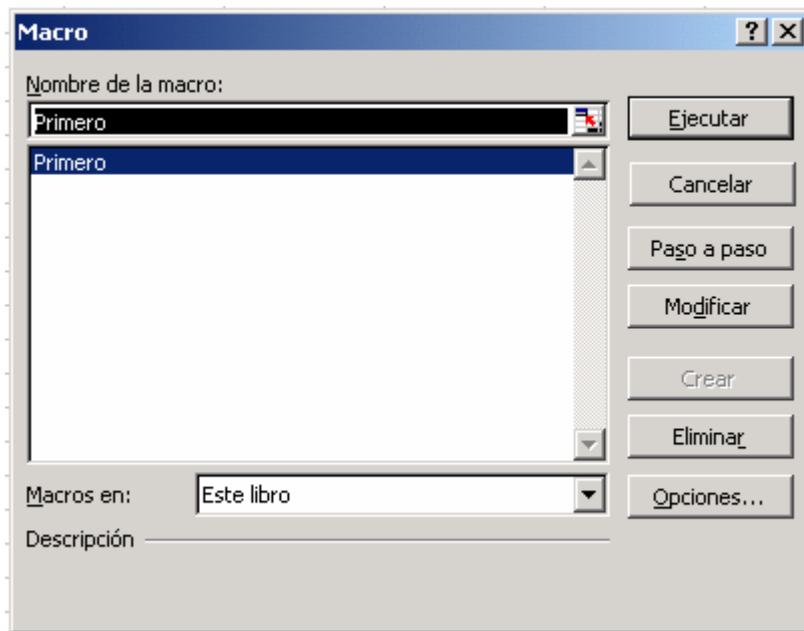 Macro
Nombre de la macro:
Primero
Primero
Ejecutar
Cancelar
Paso a paso
Modificar
Crear
Eliminar
Macros en:
Este libro
Opciones...
Descripción